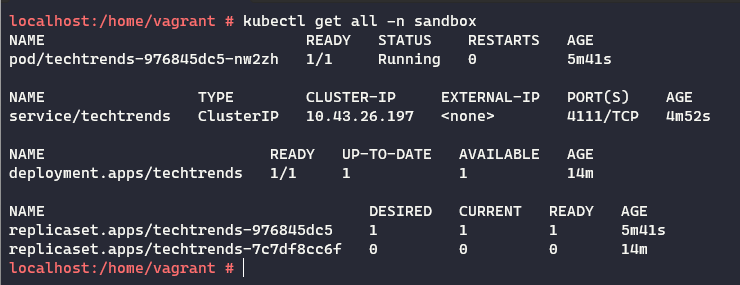 localhost:/home/vagrant # kubectl get all -n sandbox
NAME                             READY   STATUS    RESTARTS   AGE
pod/techtrends-976845dc5-nw2zh   1/1     Running   0          5m41s

NAME                 TYPE        CLUSTER-IP     EXTERNAL-IP   PORT(S)    AGE
service/techtrends   ClusterIP   10.43.26.197   <none>        4111/TCP   4m52s

NAME                         READY   UP-TO-DATE   AVAILABLE   AGE
deployment.apps/techtrends   1/1     1            1           14m

NAME                                    DESIRED   CURRENT   READY   AGE
replicaset.apps/techtrends-976845dc5    1         1         1       5m41s
replicaset.apps/techtrends-7c7df8cc6f   0         0         0       14m
localhost:/home/vagrant #